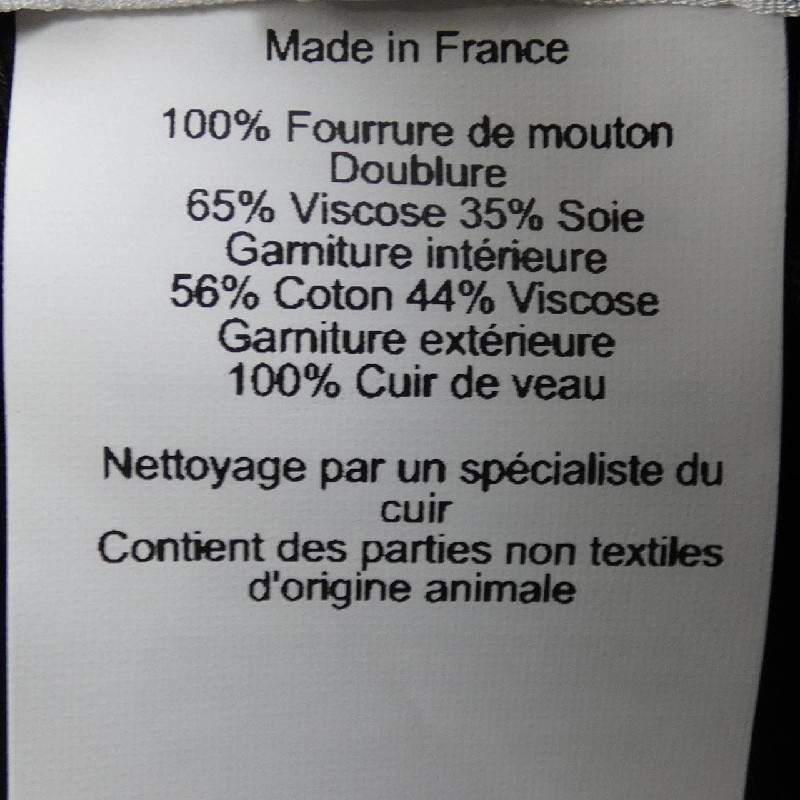 Made in France
100% Fourrure de mouton
Doublure
65% Viscose 35% Soie
Garniture intérieure
56% Coton 44% Viscose
Garniture extérieure
100% Cuir de veau
Nettoyage par un spécialiste du
cuir
Contient des parties non textiles
d'origine animale